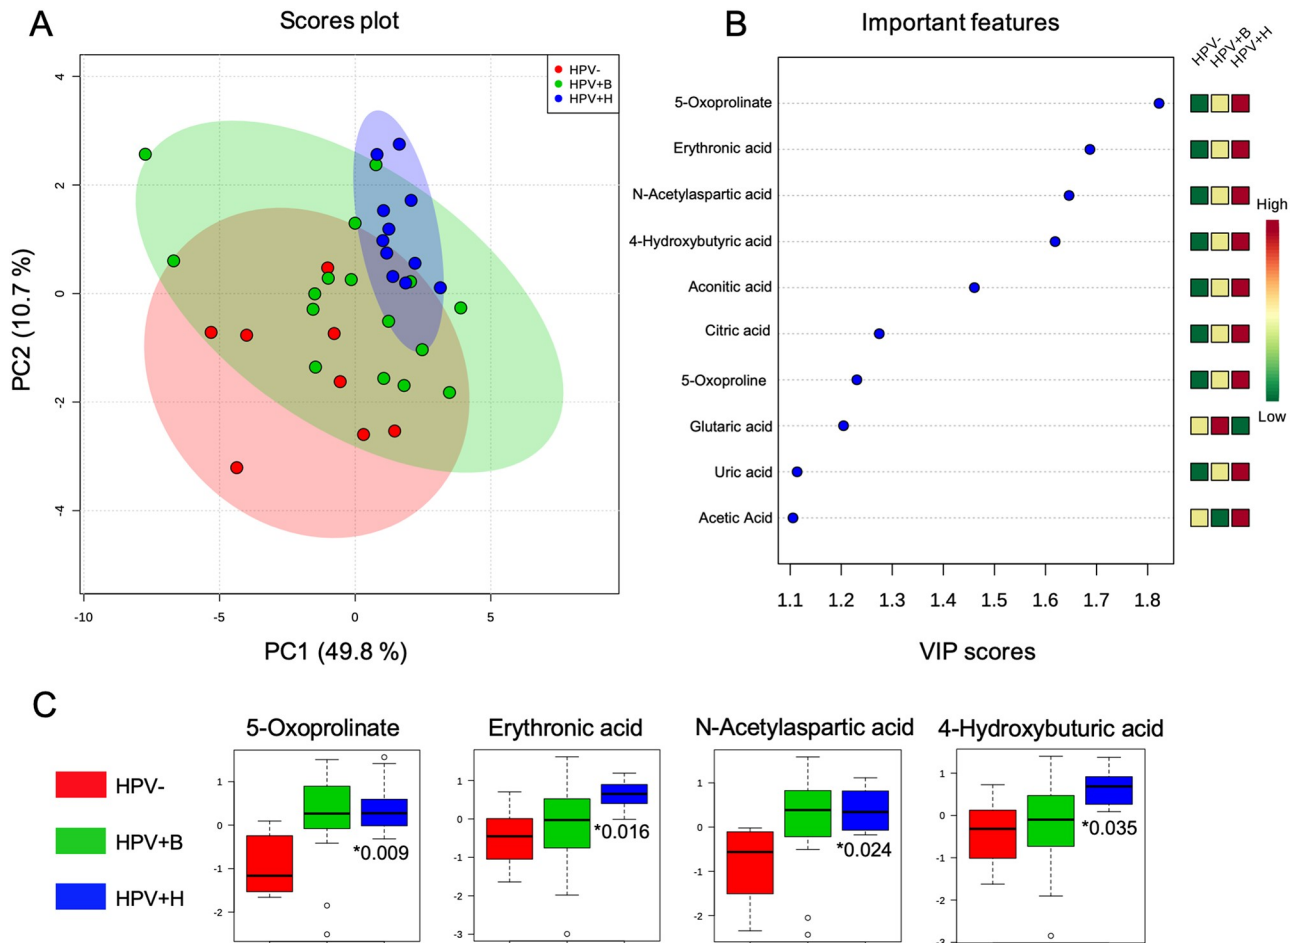 A
Scores plot
HPV-
HPV+B
HPV+H
4
2
0
-2
-4
PC2 (10.7 %)
-10
-5
0
5
PC1 (49.8 %)
B
Important features
HPV-
HPV+B
HPV+H
5-Oxoprolinate
Erythronic acid
N-Acetylaspartic acid
4-Hydroxybutyric acid
Aconitic acid
Citric acid
5-Oxoproline
Glutaric acid
Uric acid
Acetic Acid
High
Low
1.1 1.2 1.3 1.4 1.5 1.6 1.7 1.8
VIP scores
C
HPV-
HPV+B
HPV+H
5-Oxoprolinate
1
0
-1
-2
*0.009
Erythronic acid
1
0
-1
-2
-3
*0.016
N-Acetylaspartic acid
1
0
-1
-2
*0.024
4-Hydroxybuturic acid
1
0
-1
-2
-3
*0.035